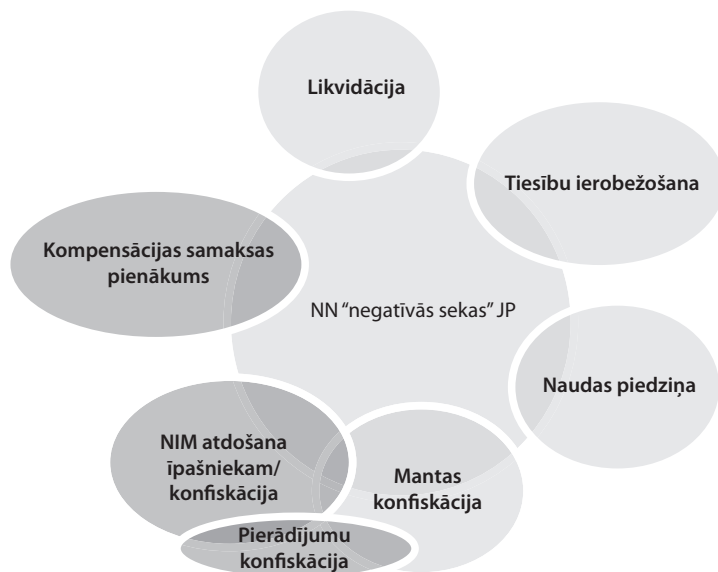 Likvidācija
Tiesību ierobežošana
Kompensācijas samaksas
pienākums
NN “negatīvās sekas” JP
Naudas piedziņa
NIM atdošana
īpašniekam/
konfiskācija
Mantas
konfiskācija
Pierādījumu
konfiskācija